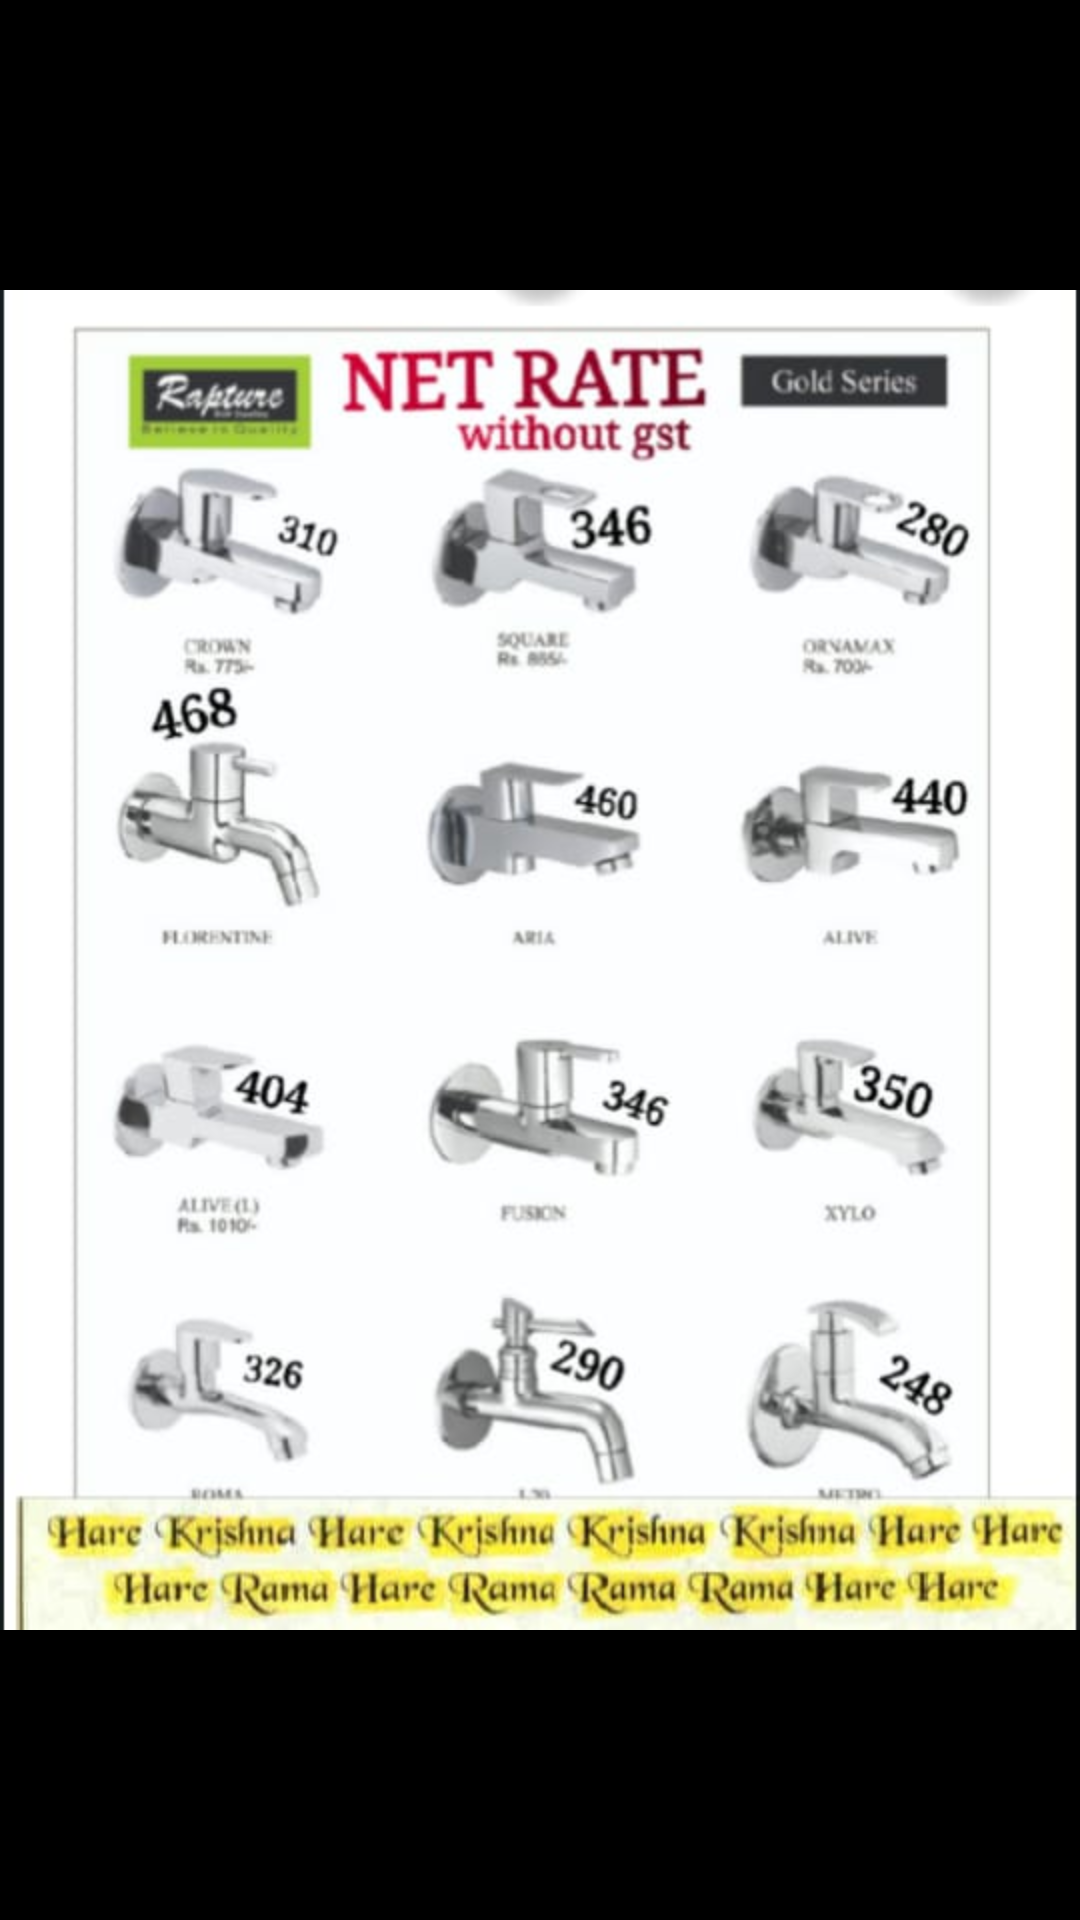 Rapture
Believe in Quality
NET RATE
without gst
Gold Series
310
346
280
CROWN
Rs. 775/-
SQUARE
Rs. 865/-
ORNAMAX
Rs. 700/-
468
460
440
FLORENTINE
ARIA
ALIVE
404
346
350
ALIVE (L)
Rs. 1010/-
FUSION
XYLO
326
290
248
ROMA
METRO
Hare Krishna Hare Krishna Krishna Krishna Hare Hare
Hare Rama Hare Rama Rama Rama Hare Hare